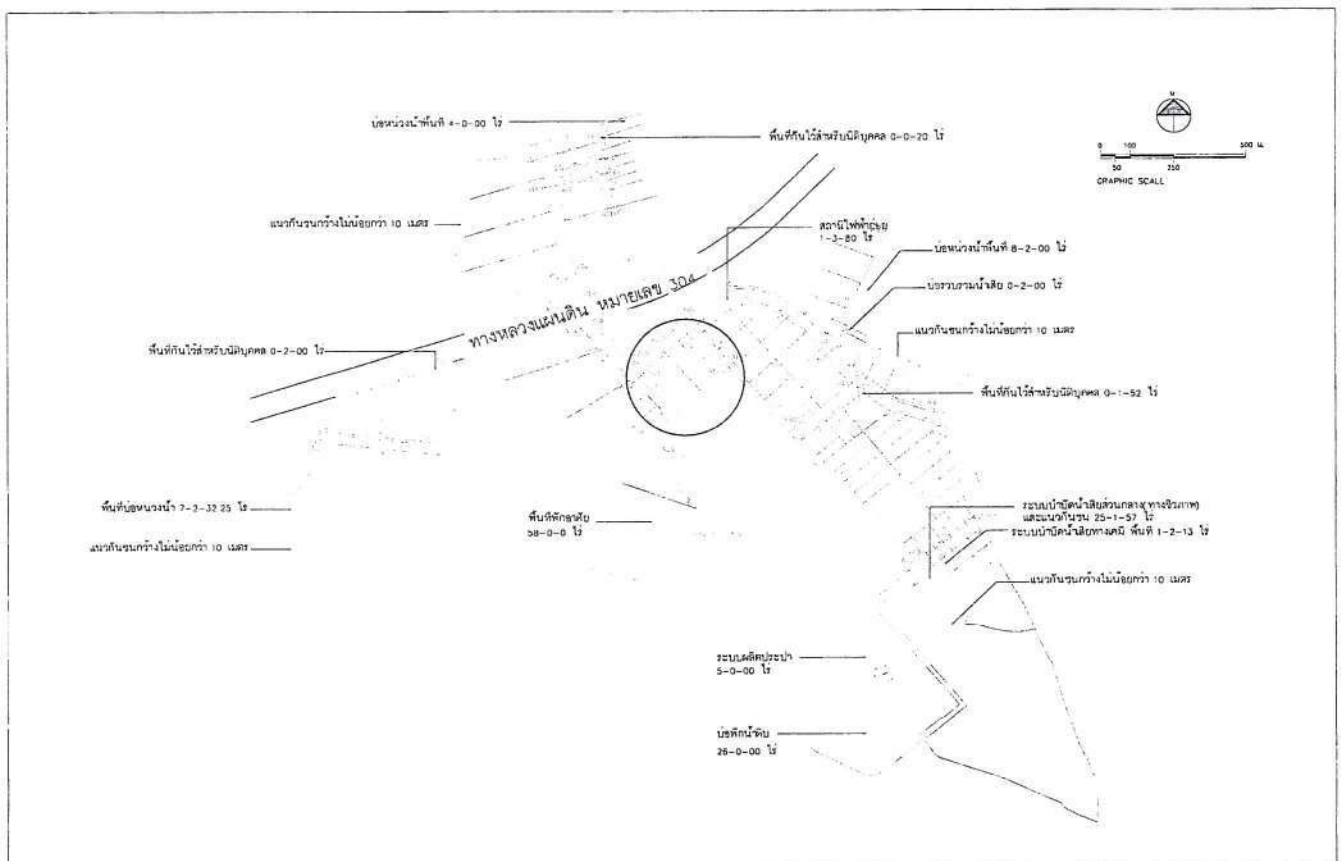 น
0 100 500 ม.
50 250
GRAPHIC SCALL
บ่อหน่วงน้ำพื้นที่ 4-0-00 ไร่
พื้นที่กันไว้สำหรับนิติบุคคล 0-0-20 ไร่
แนวกันชนกว้างไม่น้อยกว่า 10 เมตร
สถานีไฟฟ้าย่อย
1-3-80 ไร่
บ่อหน่วงน้ำพื้นที่ 8-2-00 ไร่
บ่อรวบรวมน้ำเสีย 0-2-00 ไร่
ทางหลวงแผ่นดิน หมายเลข 304
แนวกันชนกว้างไม่น้อยกว่า 10 เมตร
พื้นที่กันไว้สำหรับนิติบุคคล 0-2-00 ไร่
พื้นที่กันไว้สำหรับนิติบุคคล 0-1-52 ไร่
พื้นที่บ่อหน่วงน้ำ 7-2-32.25 ไร่
พื้นที่พักอาศัย
58-0-0 ไร่
ระบบบำบัดน้ำเสียส่วนกลาง(ทางชีวภาพ)
และแนวกันชน 25-1-57 ไร่
ระบบบำบัดน้ำเสียทางเคมี พื้นที่ 1-2-13 ไร่
แนวกันชนกว้างไม่น้อยกว่า 10 เมตร
แนวกันชนกว้างไม่น้อยกว่า 10 เมตร
ระบบผลิตประปา
5-0-00 ไร่
บ่อพักน้ำดิบ
26-0-00 ไร่